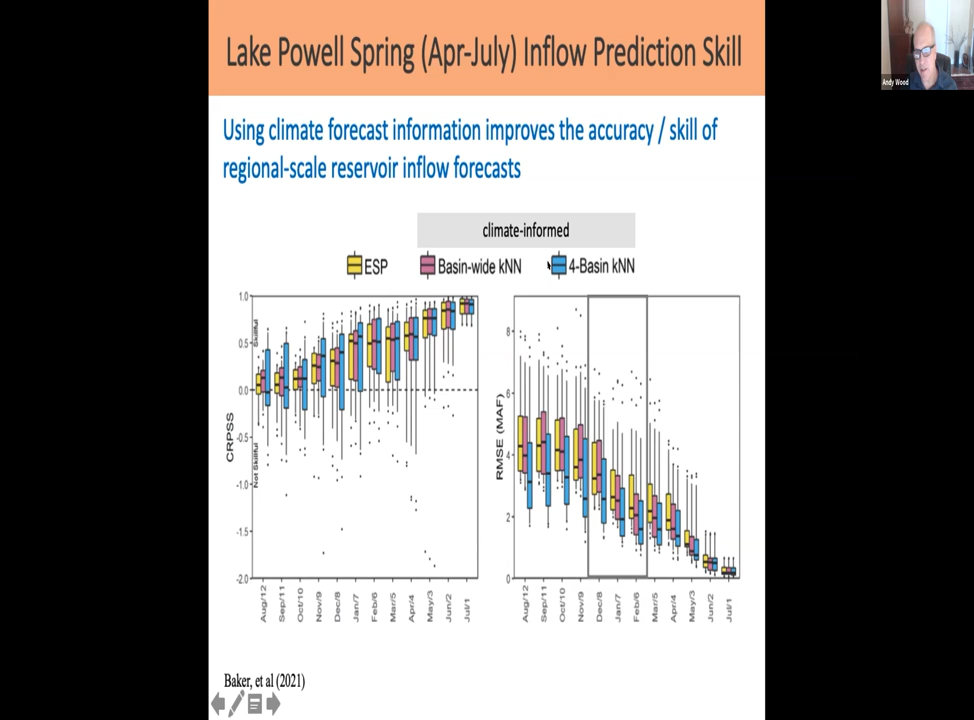 Lake Powell Spring (Apr-July) Inflow Prediction Skill
Andy Wood
Using climate forecast information improves the accuracy / skill of
regional-scale reservoir inflow forecasts
climate-informed
ESP Basin-wide kNN 4-Basin kNN
CRPSS
1.0
0.5
0.0
-0.5
-1.0
-1.5
-2.0
Skillful
Not Skillful
Aug/12 Sep/11 Oct/10 Nov/9 Dec/8 Jan/7 Feb/6 Mar/5 Apr/4 May/3 Jun/2 Jul/1
RMSE (MAF)
8
6
4
2
0
Aug/12 Sep/11 Oct/10 Nov/9 Dec/8 Jan/7 Feb/6 Mar/5 Apr/4 May/3 Jun/2 Jul/1
Baker, et al (2021)